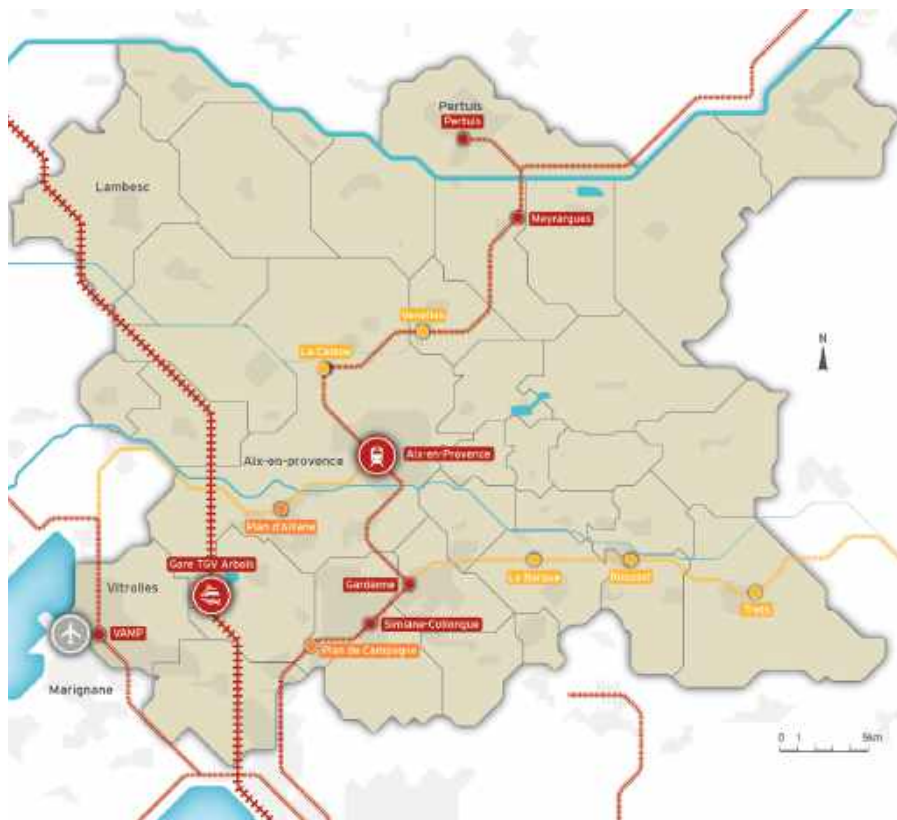 Pertuis
Pertuis
Lambesc
Meyrargues
Venelles
La Calade
N
Aix-en-provence
Aix-en-Provence
Plan d'Aillane
Gare TGV Arbois
Vitrolles
Gardanne
La Barque
Rousset
Trets
VAMP
Simiane-Collongue
Plan de Campagne
Marignane
0 1 5km